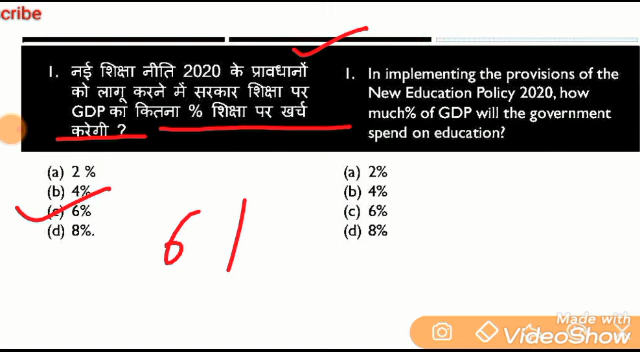 cribe
1. नई शिक्षा नीति 2020 के प्रावधानों
को लागू करने में सरकार शिक्षा पर
GDP का कितना % शिक्षा पर खर्च
करेगी ?
(a) 2 %
(b) 4%
(c) 6%
(d) 8%.
1. In implementing the provisions of the
New Education Policy 2020, how
much% of GDP will the government
spend on education?
(a) 2%
(b) 4%
(c) 6%
(d) 8%
6
Made with
VideoShow